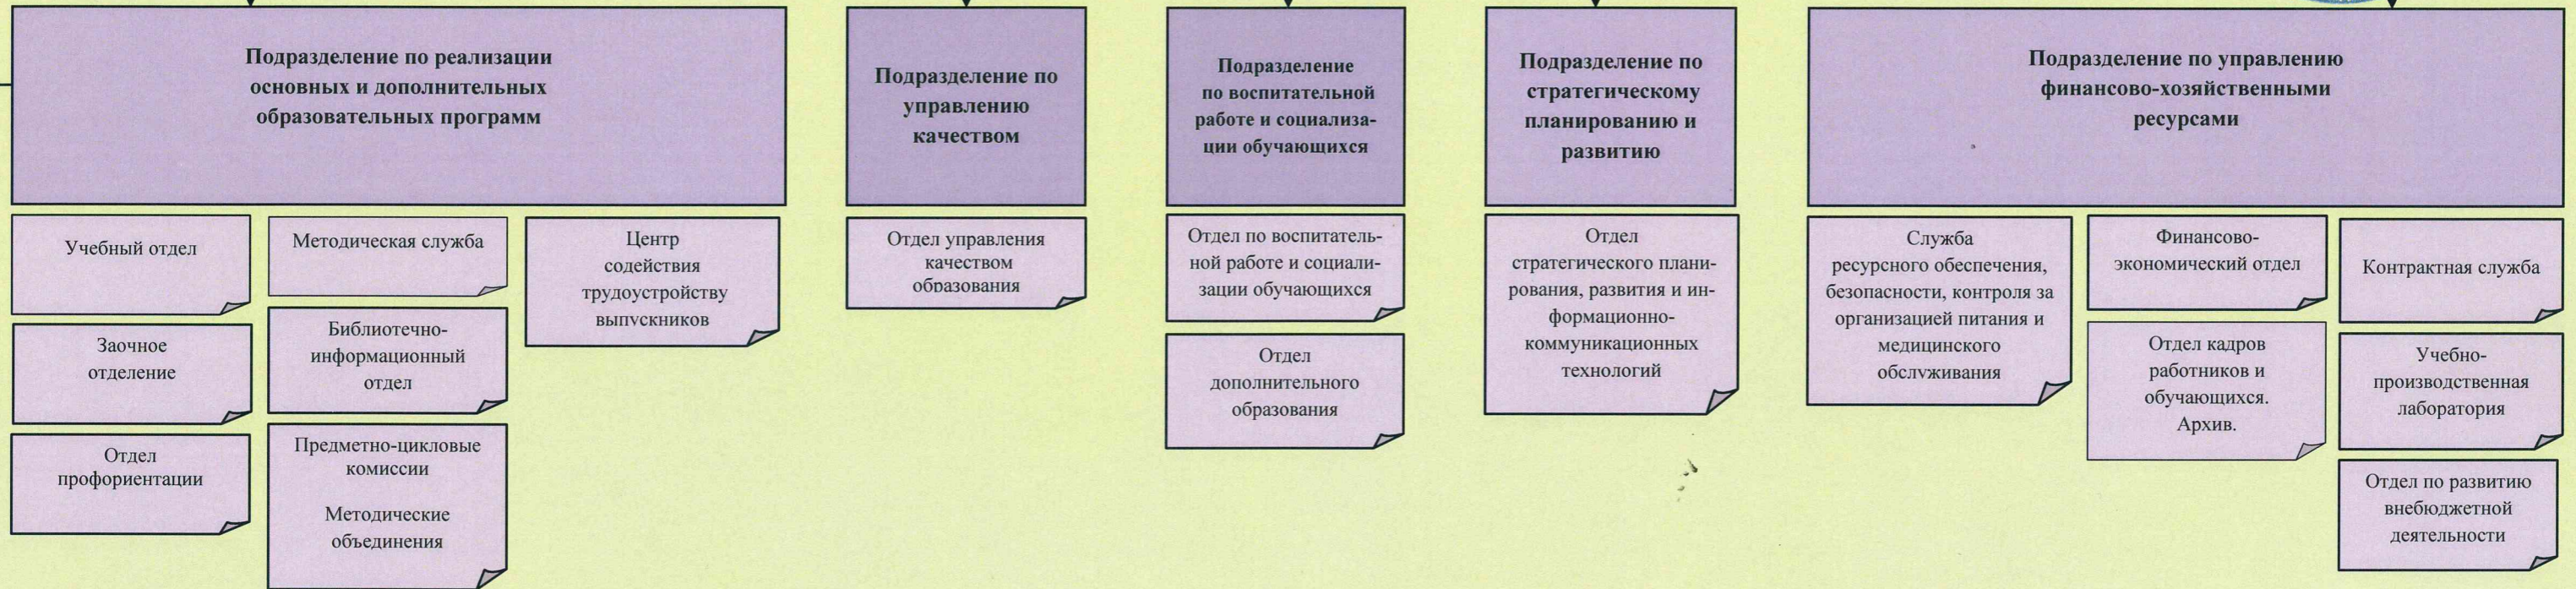 Подразделение по реализации
основных и дополнительных
образовательных программ
Подразделение по
управлению
качеством
Подразделение
по воспитательной
работе и социализа-
ции обучающихся
Подразделение по
стратегическому
планированию и
развитию
Подразделение по управлению
финансово-хозяйственными
ресурсами
Учебный отдел
Заочное
отделение
Отдел
профориентации
Методическая служба
Библиотечно-
информационный
отдел
Предметно-цикловые
комиссии
Методические
объединения
Центр
содействия
трудоустройству
выпускников
Отдел управления
качеством
образования
Отдел по воспитатель-
ной работе и социали-
зации обучающихся
Отдел
дополнительного
образования
Отдел
стратегического плани-
рования, развития и ин-
формационно-
коммуникационных
технологий
Служба
ресурсного обеспечения,
безопасности, контроля за
организацией питания и
медицинского
обслуживания
Финансово-
экономический отдел
Отдел кадров
работников и
обучающихся.
Архив.
Контрактная служба
Учебно-
производственная
лаборатория
Отдел по развитию
внебюджетной
деятельности